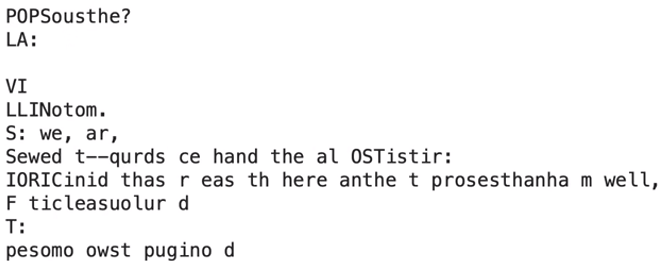 POPSousthe?
LA:

VI
LLINotom.
S: we, ar,
Sewed t--qurds ce hand the al OSTistir:
IORICinid thas r eas th here anthe t prosesthanha m well,
F ticleasuolur d
T:
pesomo owst pugino d